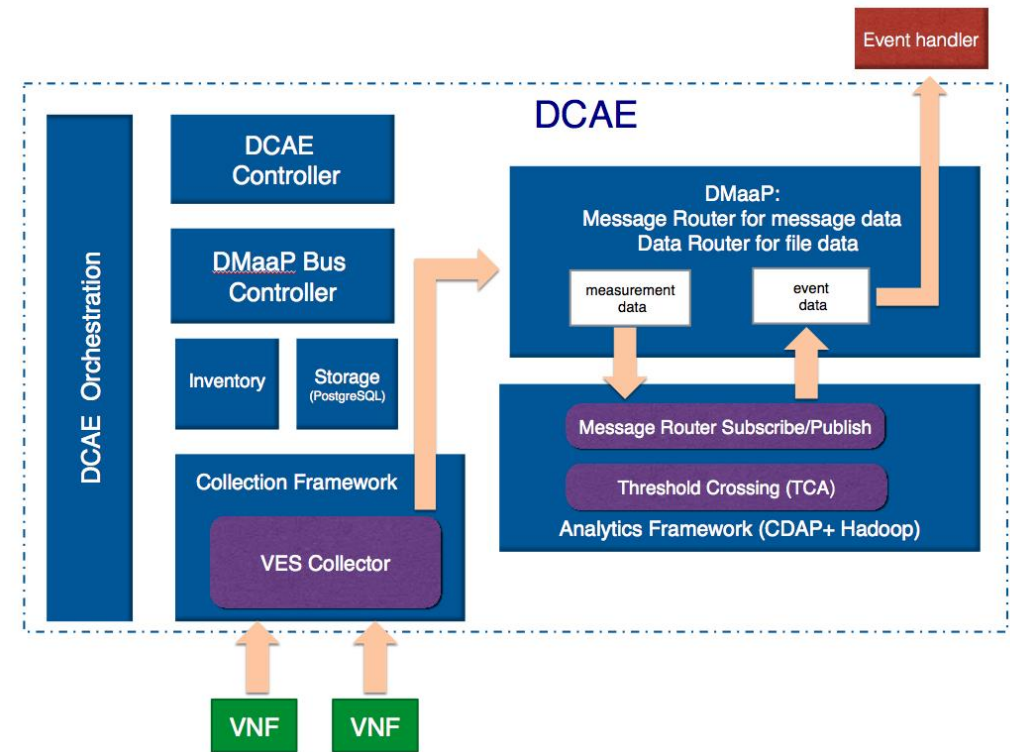 Event handler
DCAE
DCAE Orchestration
DCAE
Controller
DMaaP Bus
Controller
Inventory
Storage
(PostgreSQL)
Collection Framework
VES Collector
VNF
VNF
DMaaP:
Message Router for message data
Data Router for file data
measurement
data
event
data
Message Router Subscribe/Publish
Threshold Crossing (TCA)
Analytics Framework (CDAP+ Hadoop)